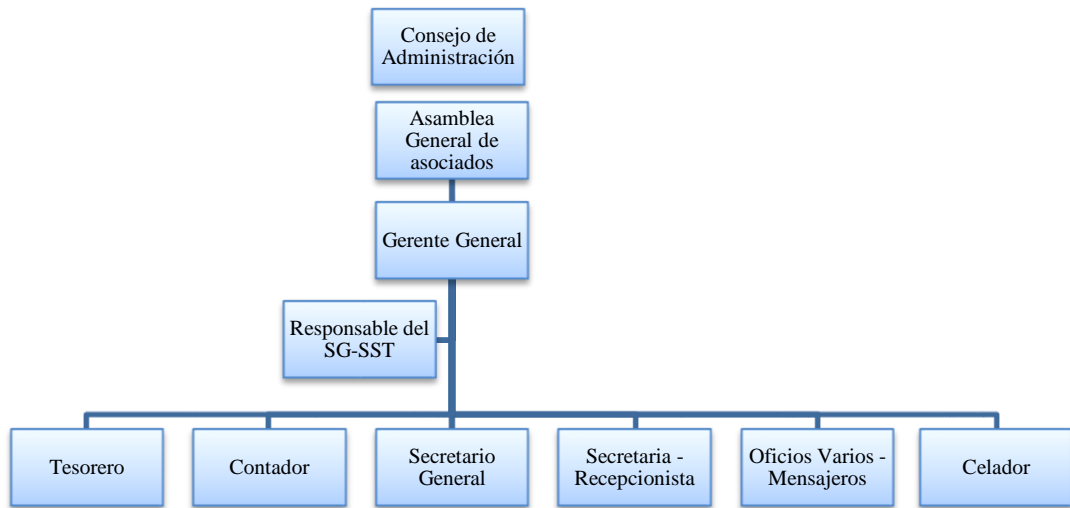 Consejo de
Administración
Asamblea
General de
asociados
Gerente General
Responsable del
SG-SST
Tesorero
Contador
Secretario
General
Secretaria -
Recepcionista
Oficios Varios -
Mensajeros
Celador